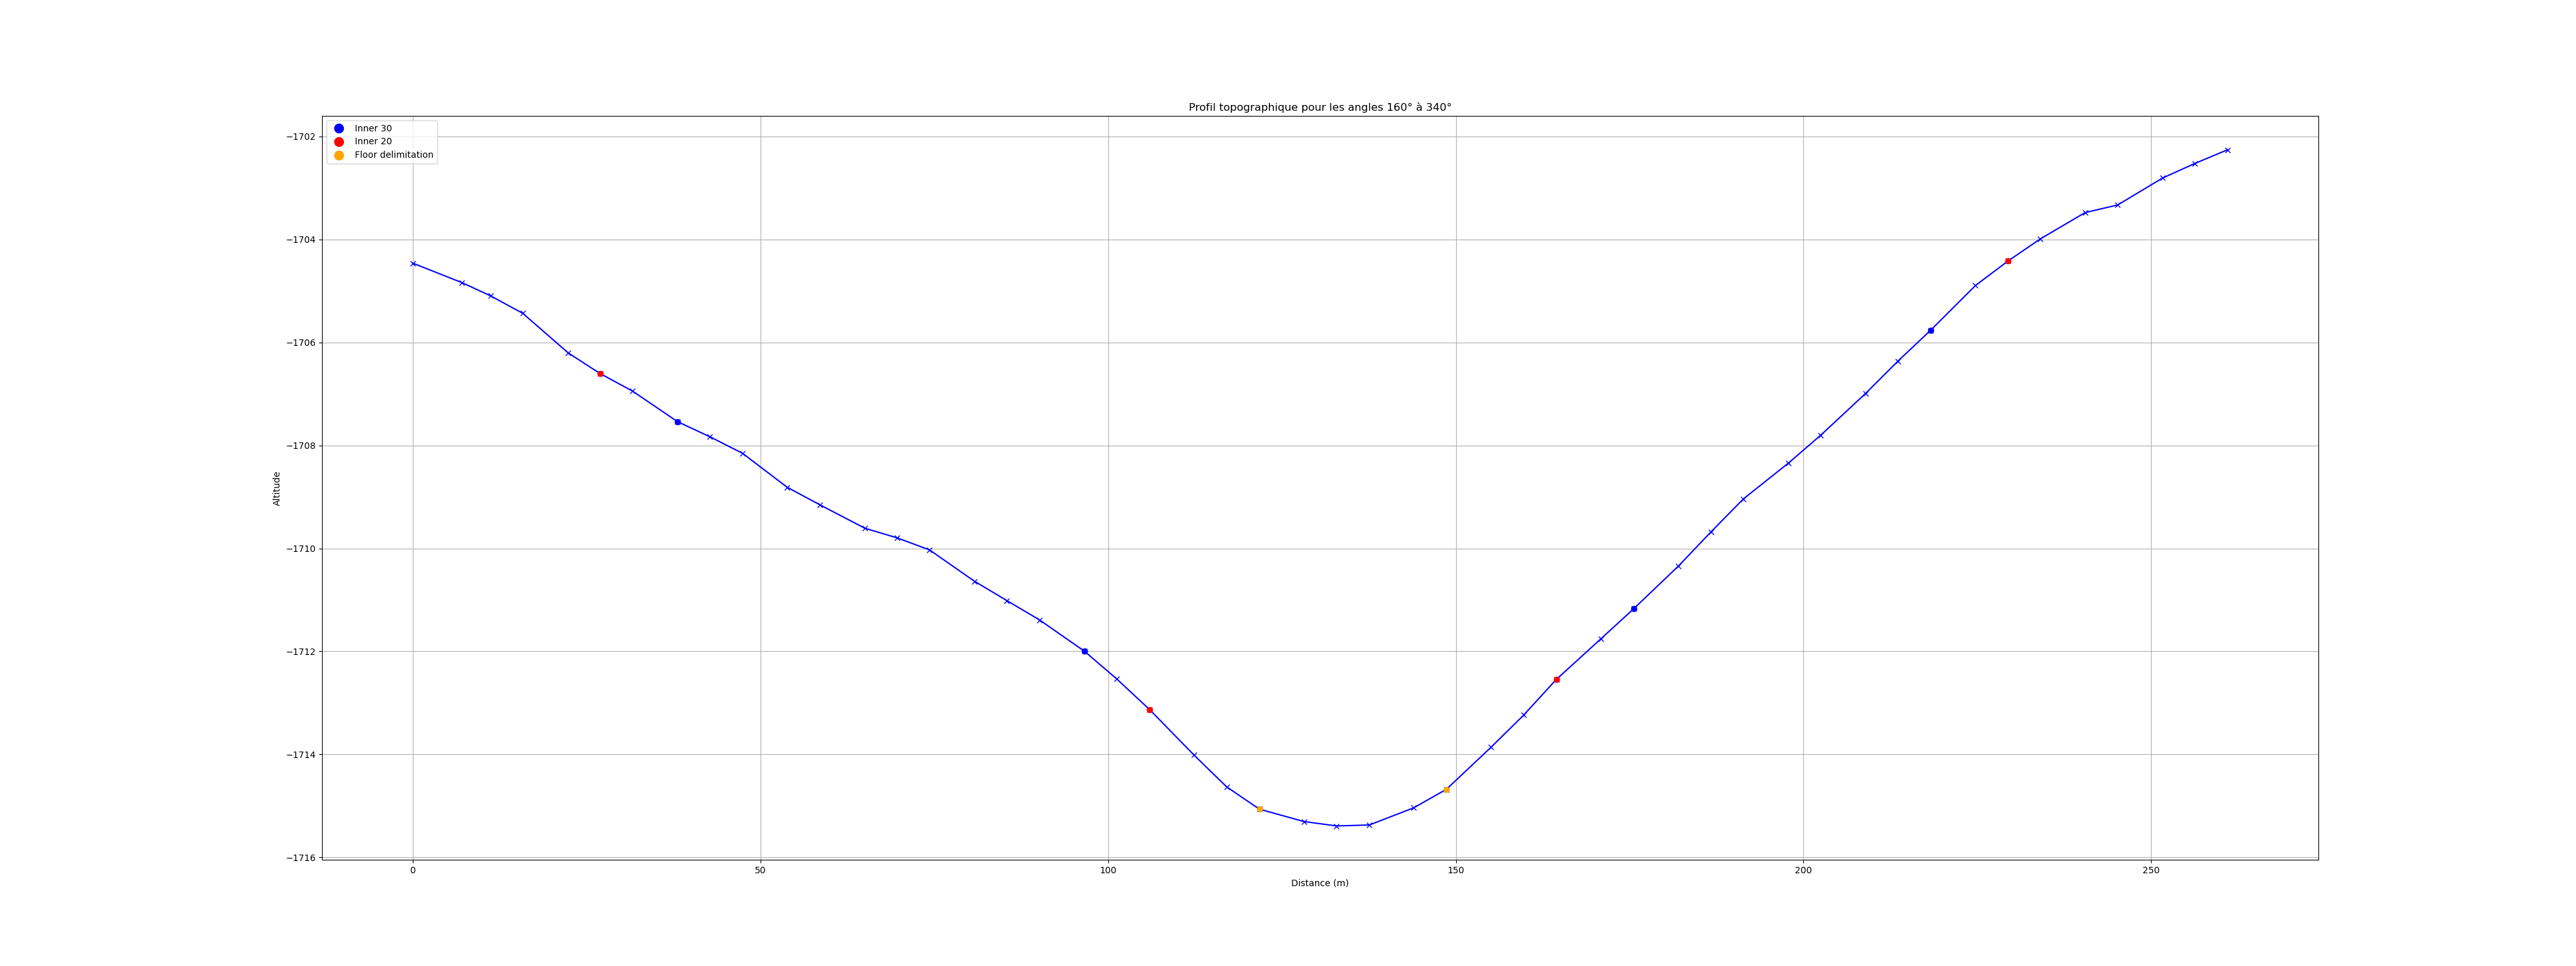 Profil topographique pour les angles 160° à 340°
Inner 30
Inner 20
Floor delimitation
Altitude
−1702
−1704
−1706
−1708
−1710
−1712
−1714
−1716
0
50
100
150
200
250
Distance (m)